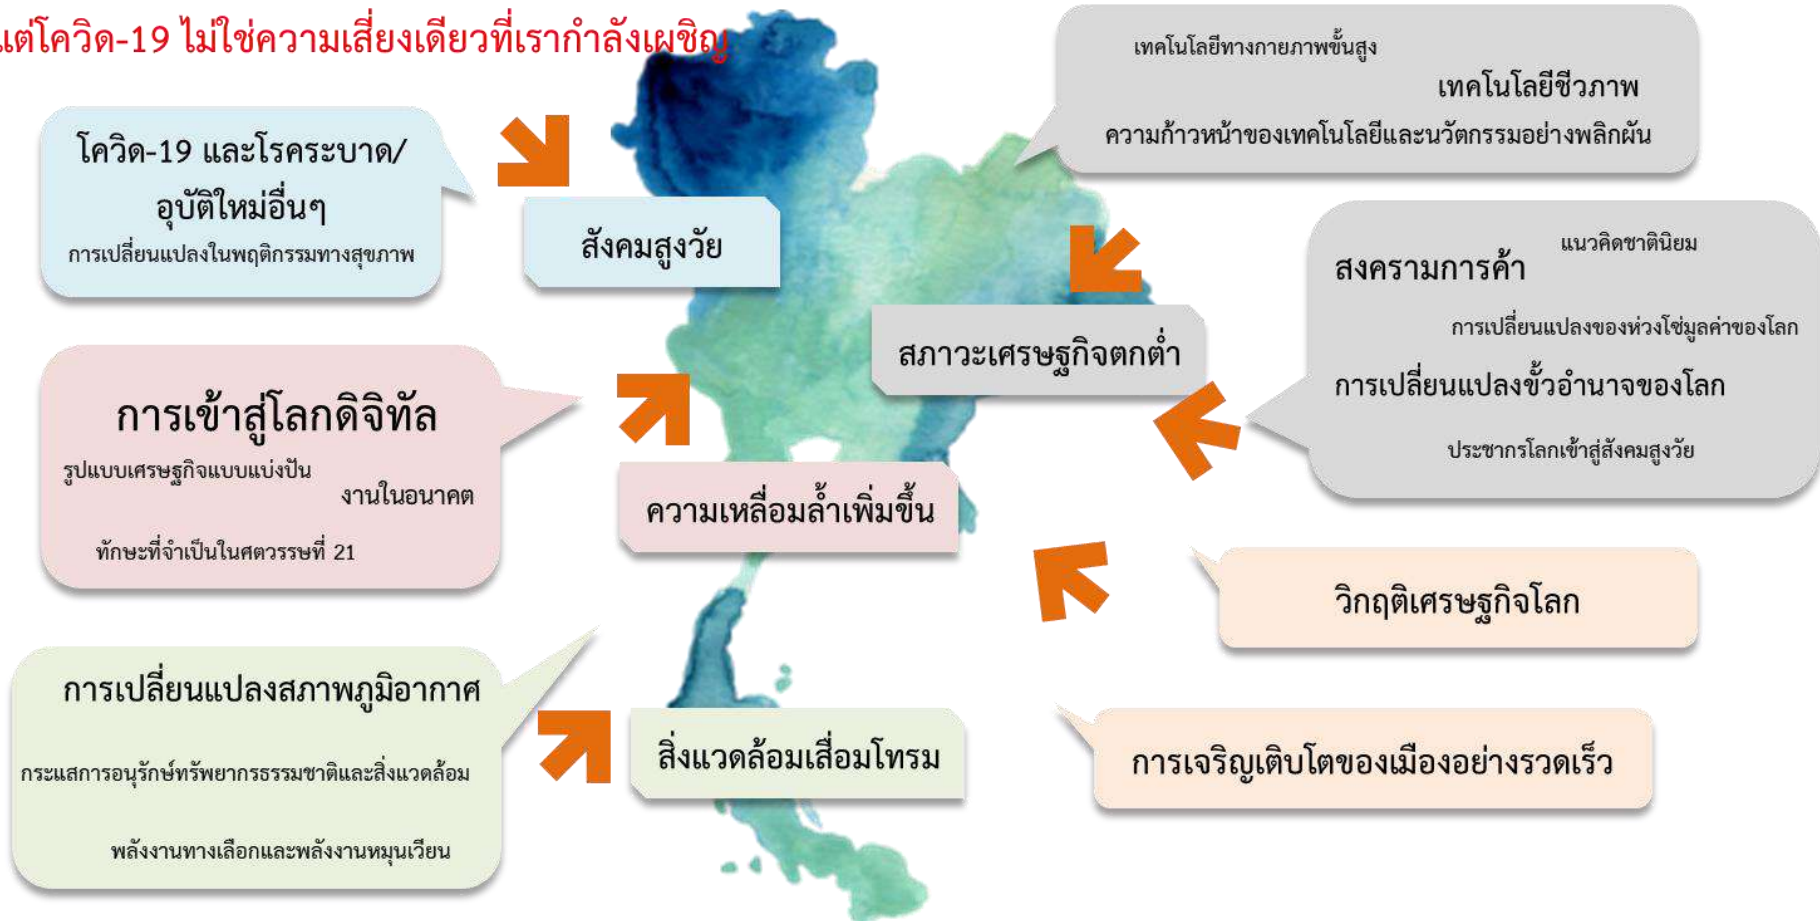 แต่โควิด-19 ไม่ใช่ความเสี่ยงเดียวที่เรากำลังเผชิญ
เทคโนโลยีทางกายภาพขั้นสูง
เทคโนโลยีชีวภาพ
ความก้าวหน้าของเทคโนโลยีและนวัตกรรมอย่างพลิกผัน
โควิด-19 และโรคระบาด/
อุบัติใหม่อื่นๆ
การเปลี่ยนแปลงในพฤติกรรมทางสุขภาพ
สังคมสูงวัย
แนวคิดชาตินิยม
สงครามการค้า
การเปลี่ยนแปลงของห่วงโซ่มูลค่าของโลก
การเปลี่ยนแปลงขั้วอำนาจของโลก
ประชากรโลกเข้าสู่สังคมสูงวัย
สภาวะเศรษฐกิจตกต่ำ
การเข้าสู่โลกดิจิทัล
รูปแบบเศรษฐกิจแบบแบ่งปัน
งานในอนาคต
ทักษะที่จำเป็นในศตวรรษที่ 21
ความเหลื่อมล้ำเพิ่มขึ้น
วิกฤติเศรษฐกิจโลก
การเปลี่ยนแปลงสภาพภูมิอากาศ
กระแสการอนุรักษ์ทรัพยากรธรรมชาติและสิ่งแวดล้อม
พลังงานทางเลือกและพลังงานหมุนเวียน
สิ่งแวดล้อมเสื่อมโทรม
การเจริญเติบโตของเมืองอย่างรวดเร็ว